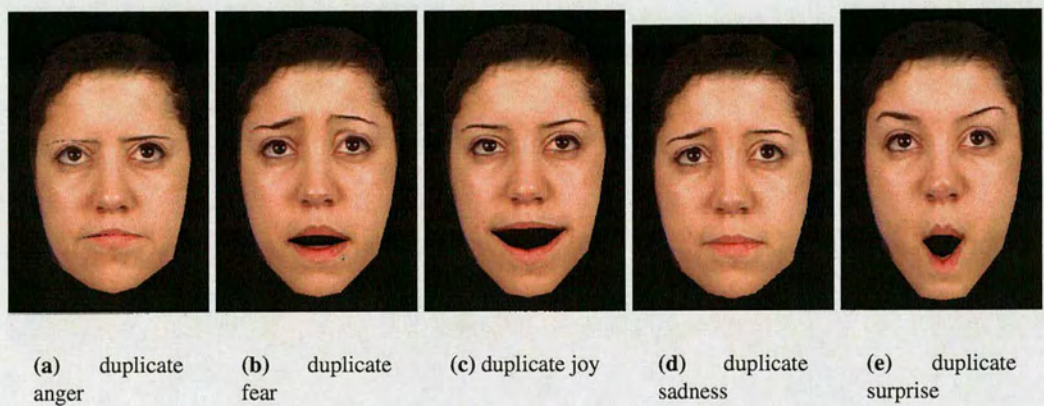 (a) duplicate
anger
(b) duplicate
fear
(c) duplicate joy
(d) duplicate
sadness
(e) duplicate
surprise